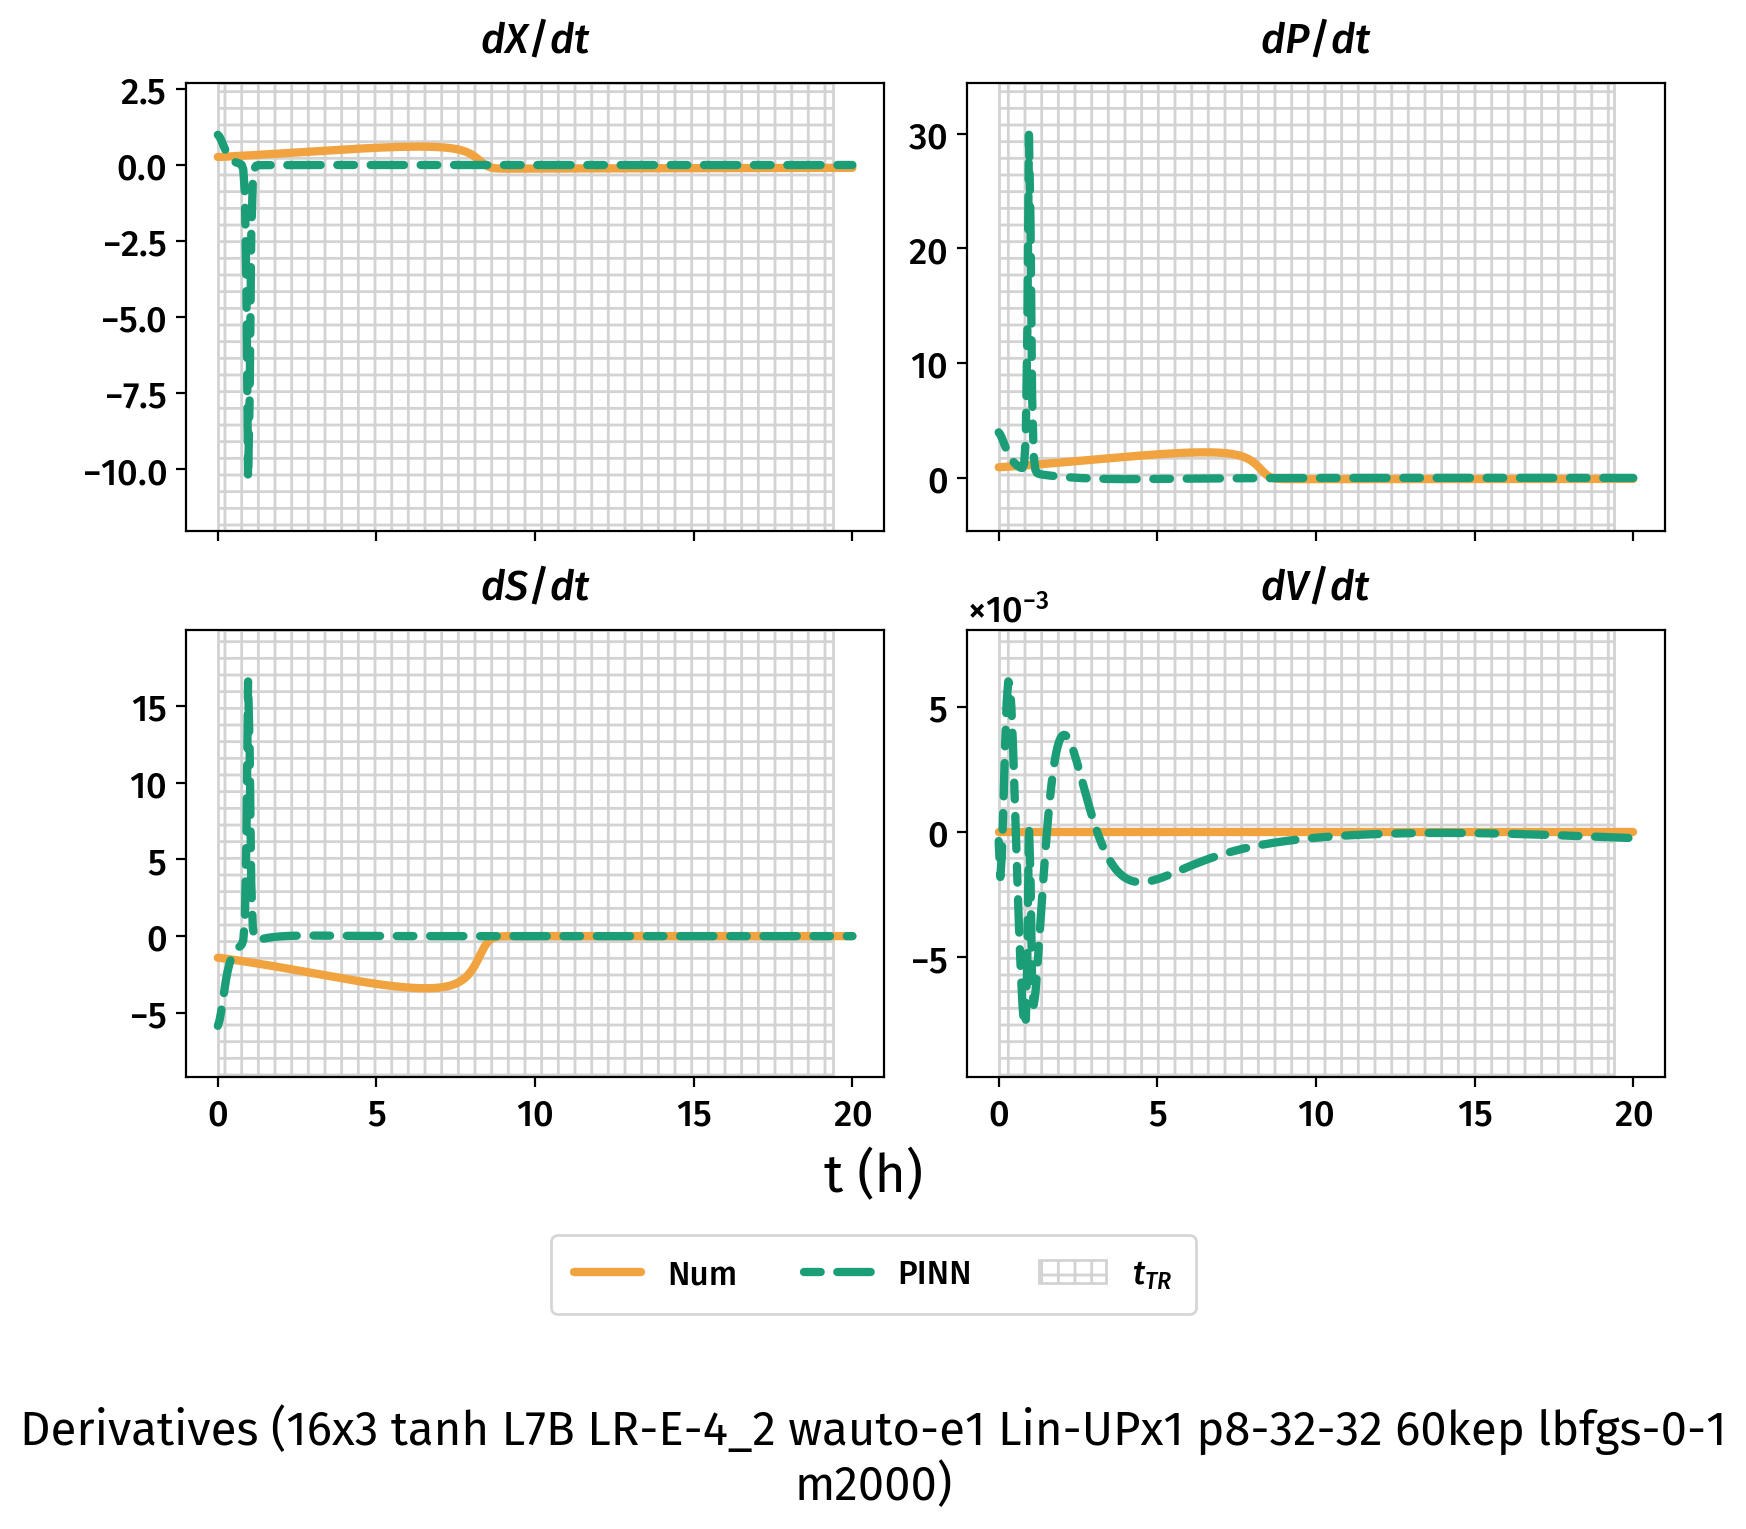 dX/dt
dP/dt
2.5
0.0
−2.5
−5.0
−7.5
−10.0
30
20
10
0
dS/dt
dV/dt
×10⁻³
15
10
5
0
−5
5
0
−5
0 5 10 15 20
0 5 10 15 20
t (h)
Num PINN t_TR
Derivatives (16x3 tanh L7B LR-E-4_2 wauto-e1 Lin-UPx1 p8-32-32 60kep lbfgs-0-1
m2000)